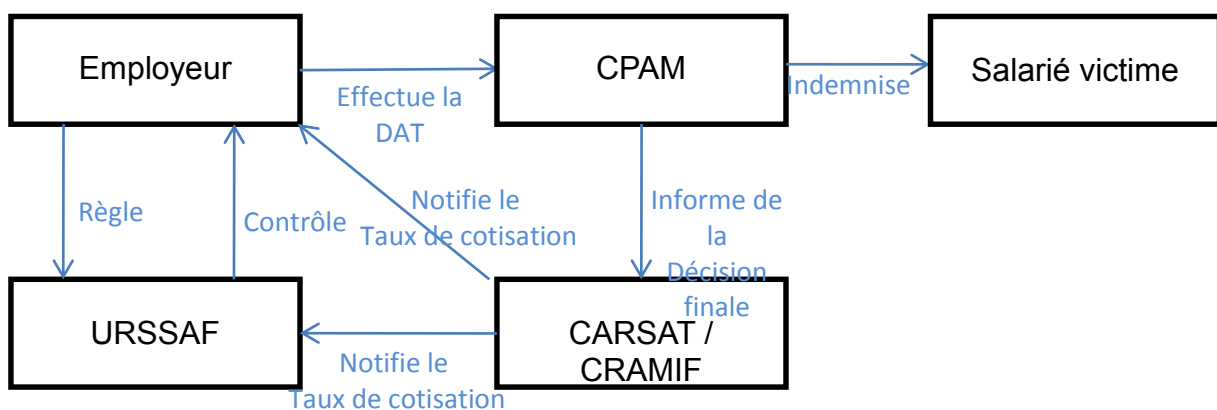 Employeur
CPAM
Salarié victime
Effectue la
DAT
Indemnise
Règle
Contrôle
Notifie le
Taux de cotisation
Informe de
la
Décision
finale
URSSAF
CARSAT /
CRAMIF
Notifie le
Taux de cotisation